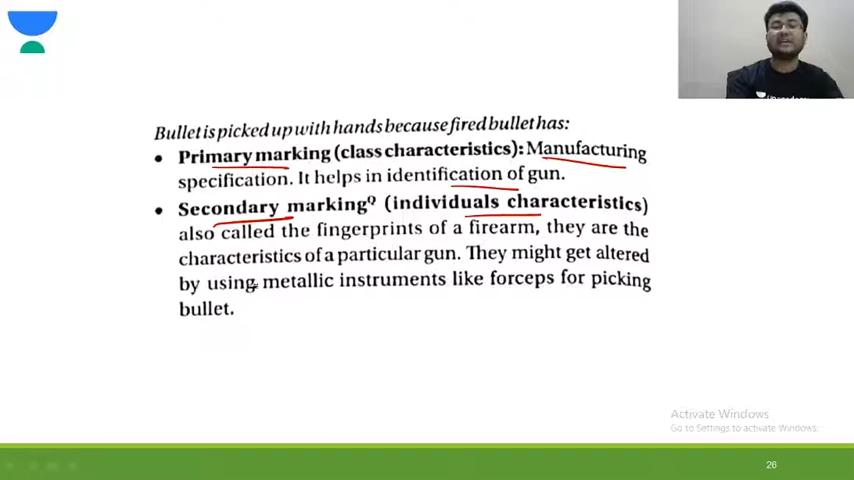 Bullet is picked up with hands because fired bullet has:
• Primary marking (class characteristics): Manufacturing
specification. It helps in identification of gun.
• Secondary markingQ (individuals characteristics)
also called the fingerprints of a firearm, they are the
characteristics of a particular gun. They might get altered
by using metallic instruments like forceps for picking
bullet.
Activate Windows
Go to Settings to activate Windows.
26